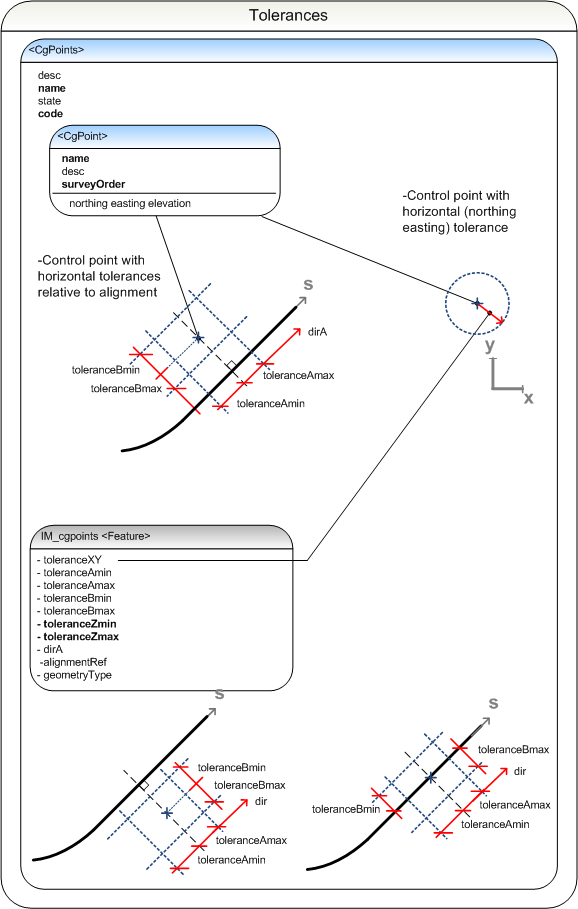 Tolerances
<CgPoints>
desc
name
state
code
<CgPoint>
name
desc
surveyOrder
northing easting elevation
-Control point with
horizontal (northing
easting) tolerance
-Control point with
horizontal tolerances
relative to alignment
s
dirA
toleranceBmin
toleranceBmax
toleranceAmax
toleranceAmin
y
x
IM_cgpoints <Feature>
- toleranceXY
- toleranceAmin
- toleranceAmax
- toleranceBmin
- toleranceBmax
- toleranceZmin
- toleranceZmax
- dirA
-alignmentRef
- geometryType
s
toleranceBmin
toleranceBmax
dir
toleranceAmax
toleranceAmin
s
toleranceBmax
dir
toleranceBmin
toleranceAmax
toleranceAmin